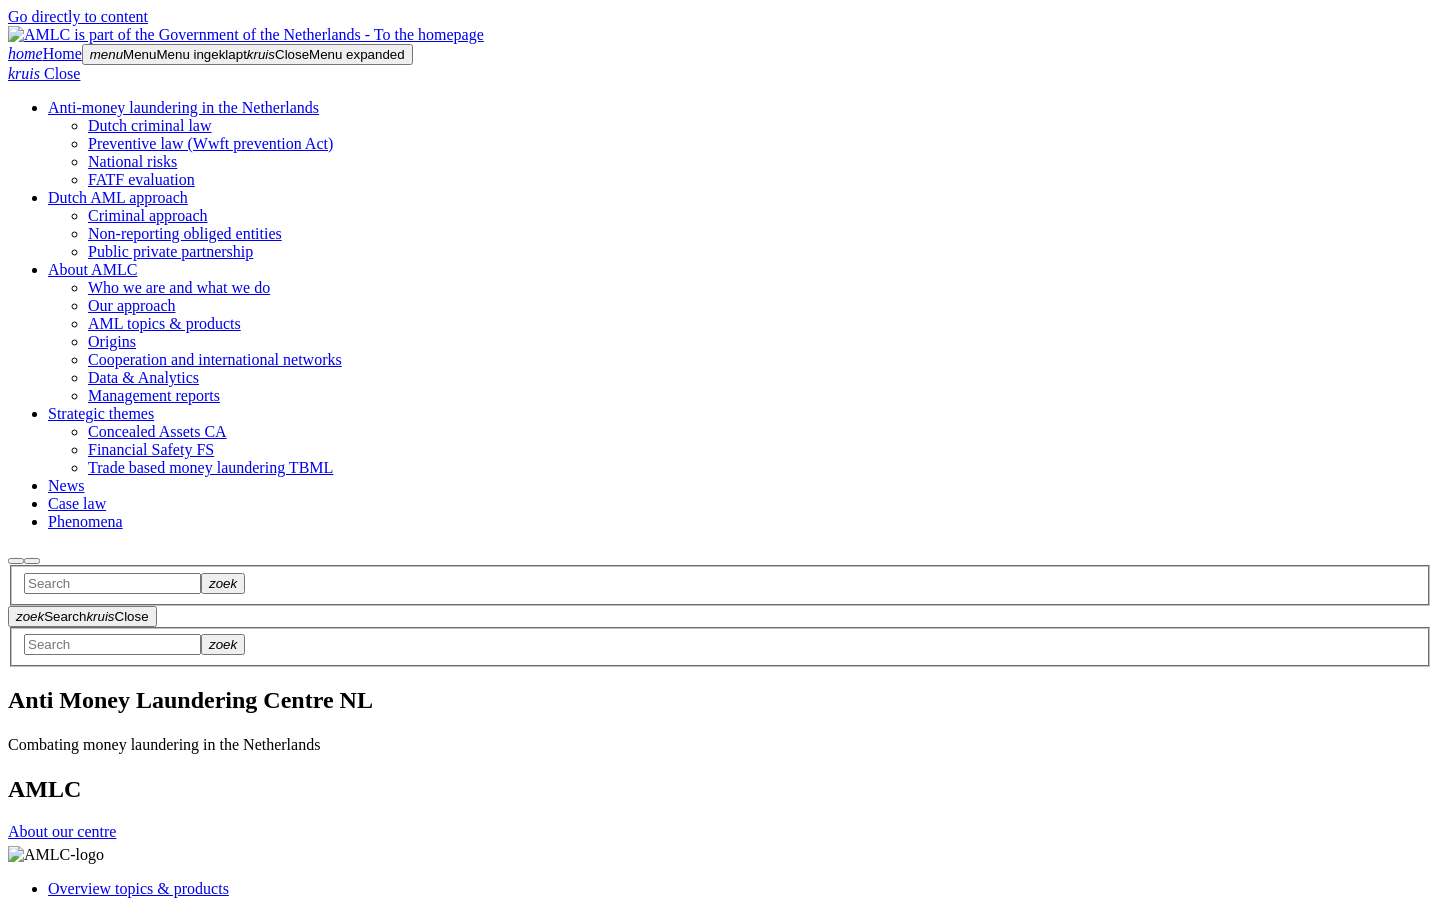 Go directly to content
AMLC is part of the Government of the Netherlands - To the homepage
homeHomemenuMenuMenu ingeklaptkruisCloseMenu expanded
kruis Close
Anti-money laundering in the Netherlands
Dutch criminal law
Preventive law (Wwft prevention Act)
National risks
FATF evaluation
Dutch AML approach
Criminal approach
Non-reporting obliged entities
Public private partnership
About AMLC
Who we are and what we do
Our approach
AML topics & products
Origins
Cooperation and international networks
Data & Analytics
Management reports
Strategic themes
Concealed Assets CA
Financial Safety FS
Trade based money laundering TBML
News
Case law
Phenomena
Search zoek
zoekSearchkruisClose
Search zoek
Anti Money Laundering Centre NL
Combating money laundering in the Netherlands
AMLC
About our centre
AMLC-logo
Overview topics & products